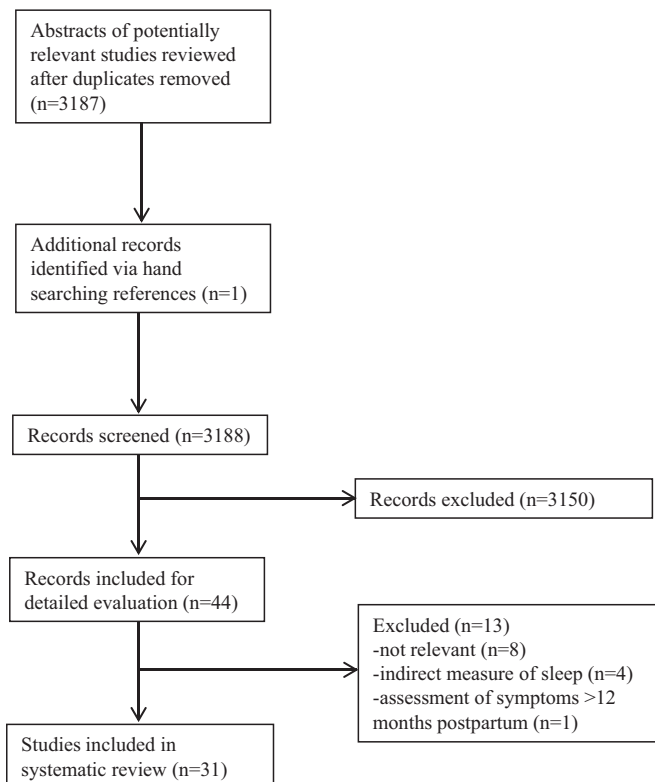 Abstracts of potentially
relevant studies reviewed
after duplicates removed
(n=3187)
Additional records
identified via hand
searching references (n=1)
Records screened (n=3188)
Records excluded (n=3150)
Records included for
detailed evaluation (n=44)
Excluded (n=13)
-not relevant (n=8)
-indirect measure of sleep (n=4)
-assessment of symptoms >12
months postpartum (n=1)
Studies included in
systematic review (n=31)